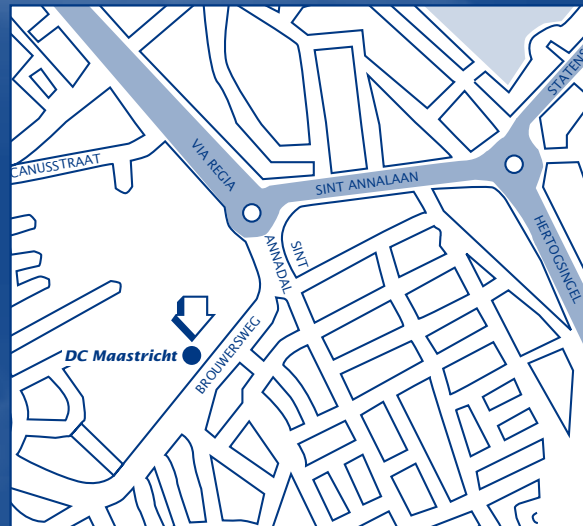 STATENS
CANUSSTRAAT
VIA REGIA
SINT ANNALAAN
HERTOGSINGEL
SINT
ANNADAL
BROUWERSWEG
DC Maastricht